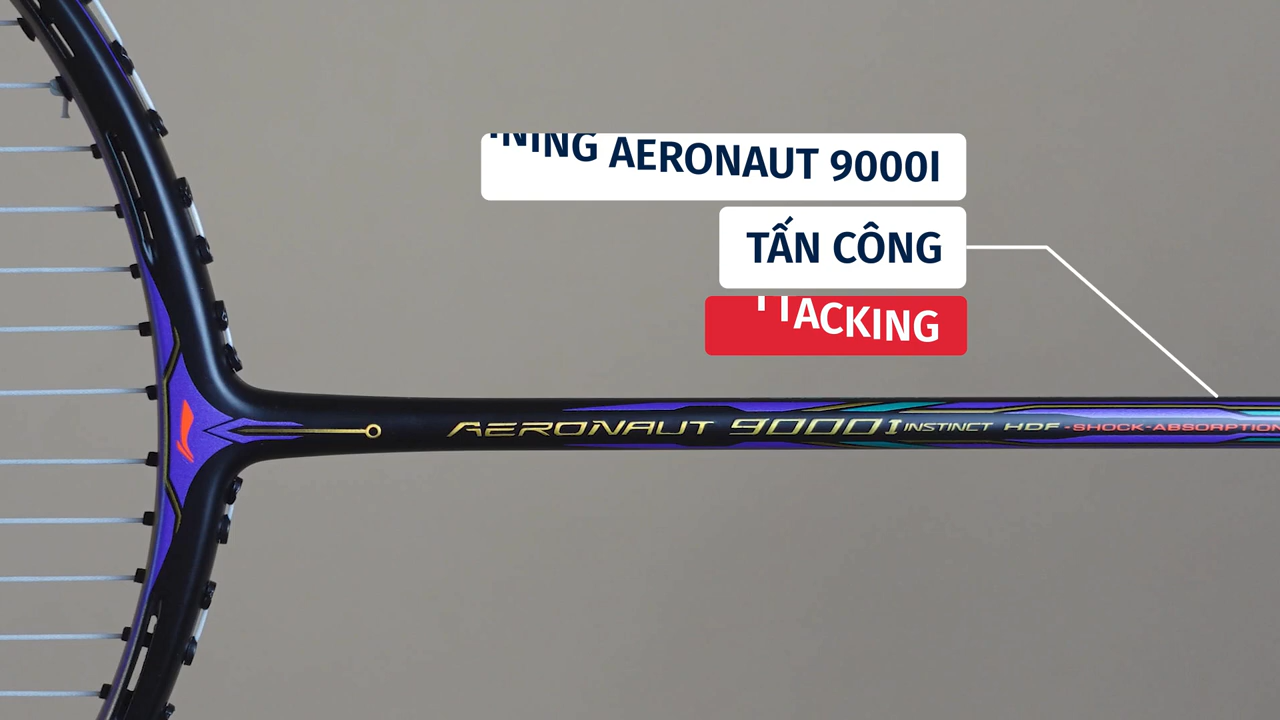 AERONAUT 9000I
TẤN CÔNG
AERONAUT 9000I INSTINCT HDF - SHOCK-ABSORPTION